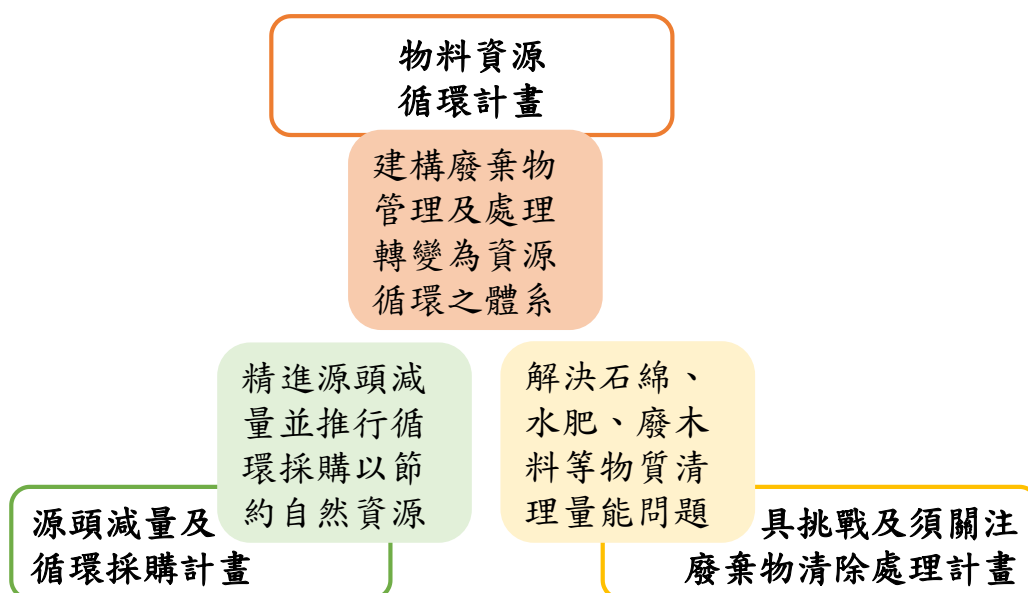 物料資源
循環計畫
建構廢棄物
管理及處理
轉變為資源
循環之體系
精進源頭減
量並推行循
環採購以節
約自然資源
解決石綿、
水肥、廢木
料等物質清
理量能問題
源頭減量及
循環採購計畫
具挑戰及須關注
廢棄物清除處理計畫